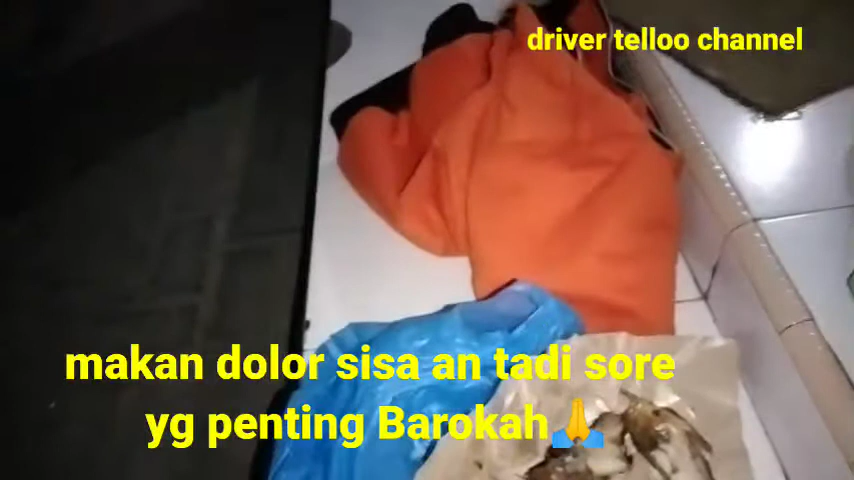 driver telloo channel
makan dolor sisa an tadi sore
yg penting Barokah🙏